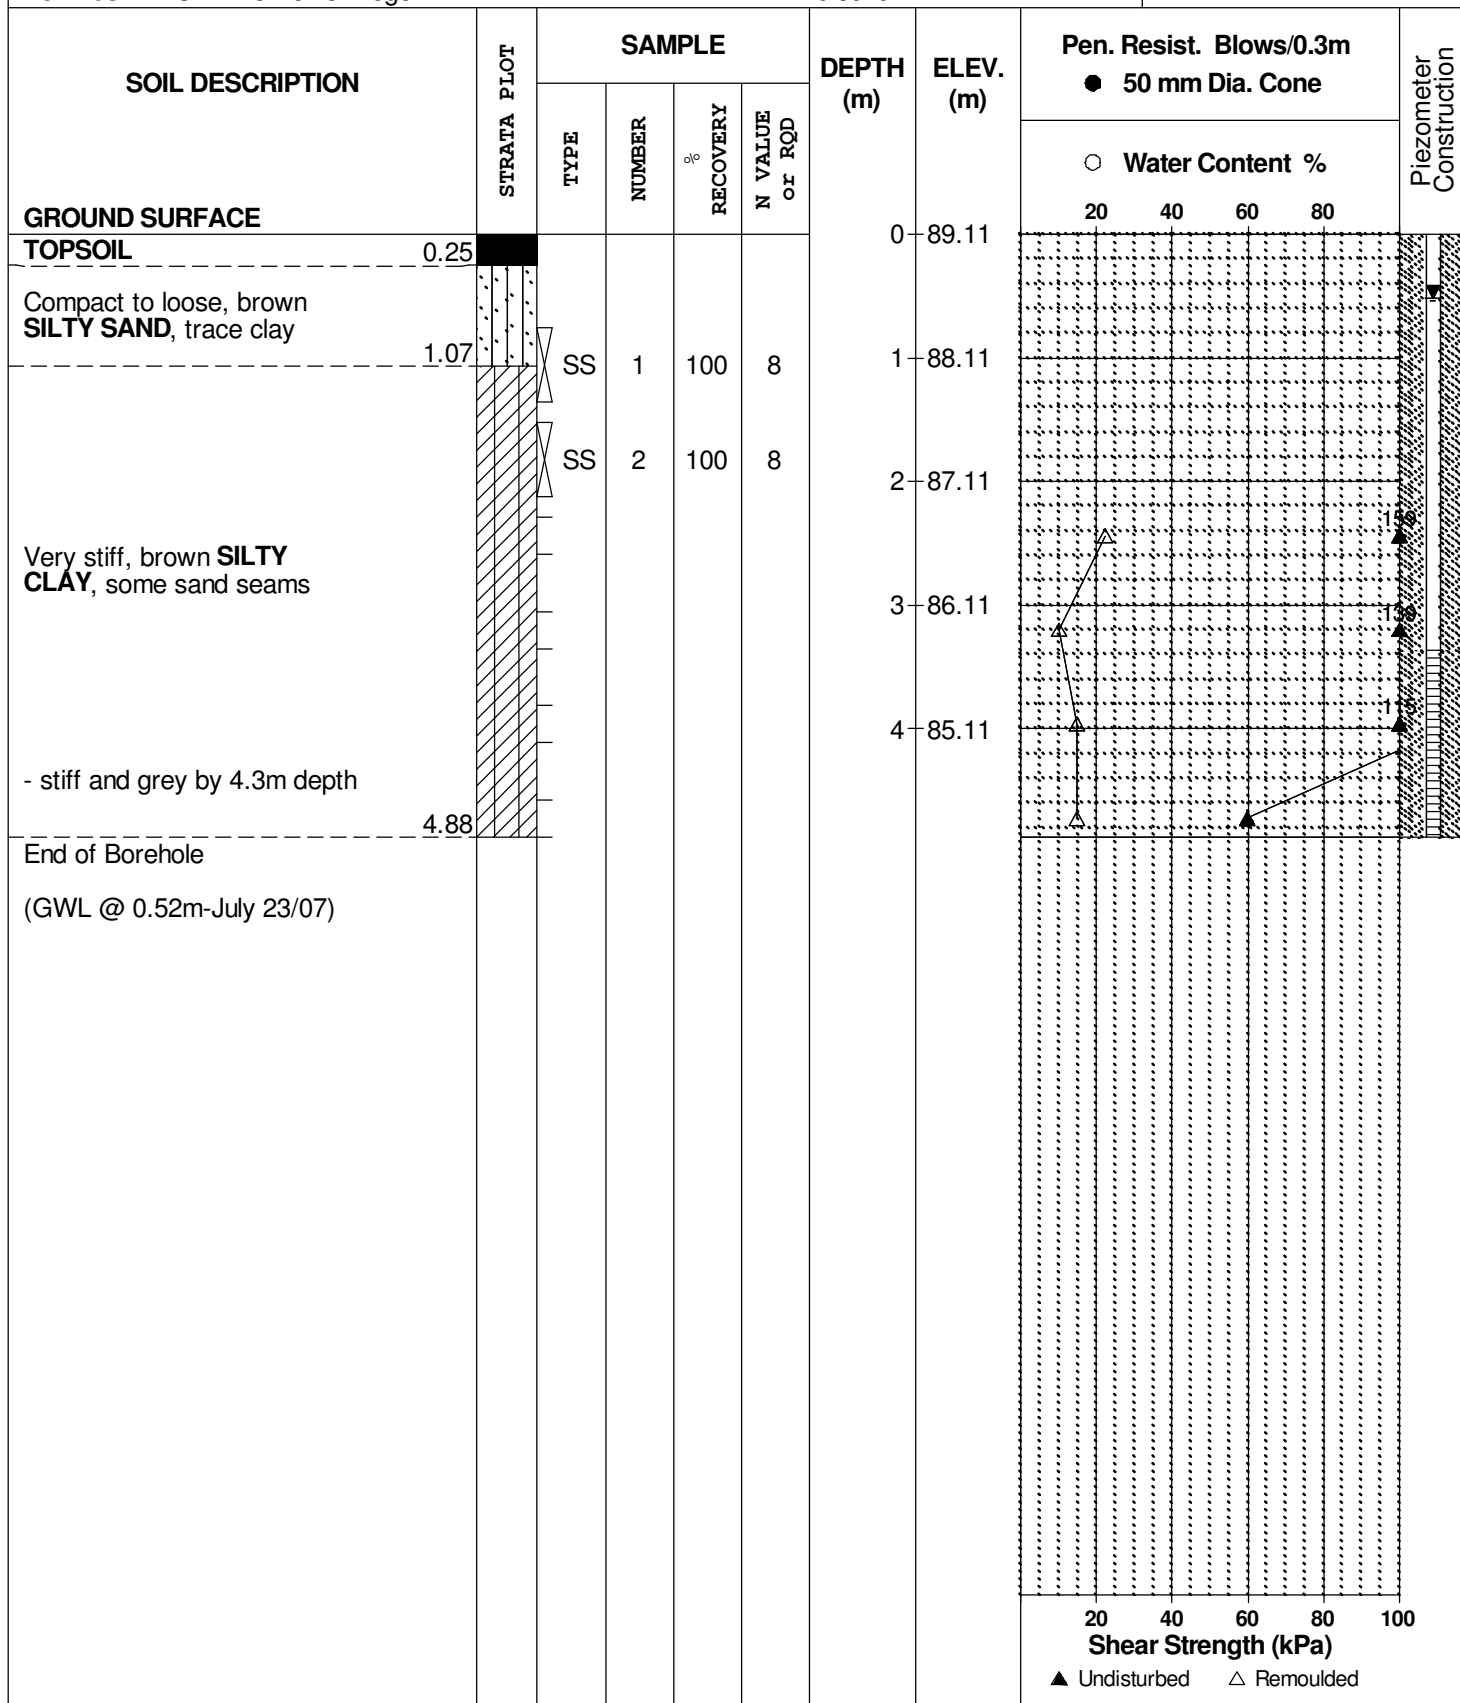 SOIL DESCRIPTION
STRATA PLOT
SAMPLE
TYPE
NUMBER
%
RECOVERY
N VALUE
or RQD
DEPTH
(m)
ELEV.
(m)
Pen. Resist. Blows/0.3m
● 50 mm Dia. Cone
○ Water Content %
20 40 60 80
Piezometer
Construction
GROUND SURFACE
0 89.11
TOPSOIL 0.25
Compact to loose, brown
SILTY SAND, trace clay
1.07
SS 1 100 8
1 88.11
SS 2 100 8
2 87.11
Very stiff, brown SILTY
CLAY, some sand seams
3 86.11
115
4 85.11
- stiff and grey by 4.3m depth
4.88
End of Borehole
(GWL @ 0.52m-July 23/07)
20 40 60 80 100
Shear Strength (kPa)
▲ Undisturbed △ Remoulded